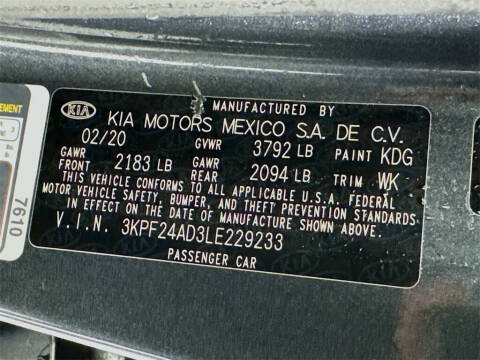 MANUFACTURED BY
KIA KIA MOTORS MEXICO S.A. DE C.V.
02/20 GVWR 3792 LB PAINT KDG
GAWR FRONT 2183 LB GAWR REAR 2094 LB TRIM WK
THIS VEHICLE CONFORMS TO ALL APPLICABLE U.S.A. FEDERAL
MOTOR VEHICLE SAFETY, BUMPER, AND THEFT PREVENTION STANDARDS
IN EFFECT ON THE DATE OF MANUFACTURE SHOWN ABOVE.
V.I.N. 3KPF24AD3LE229233
PASSENGER CAR
EMENT
7610